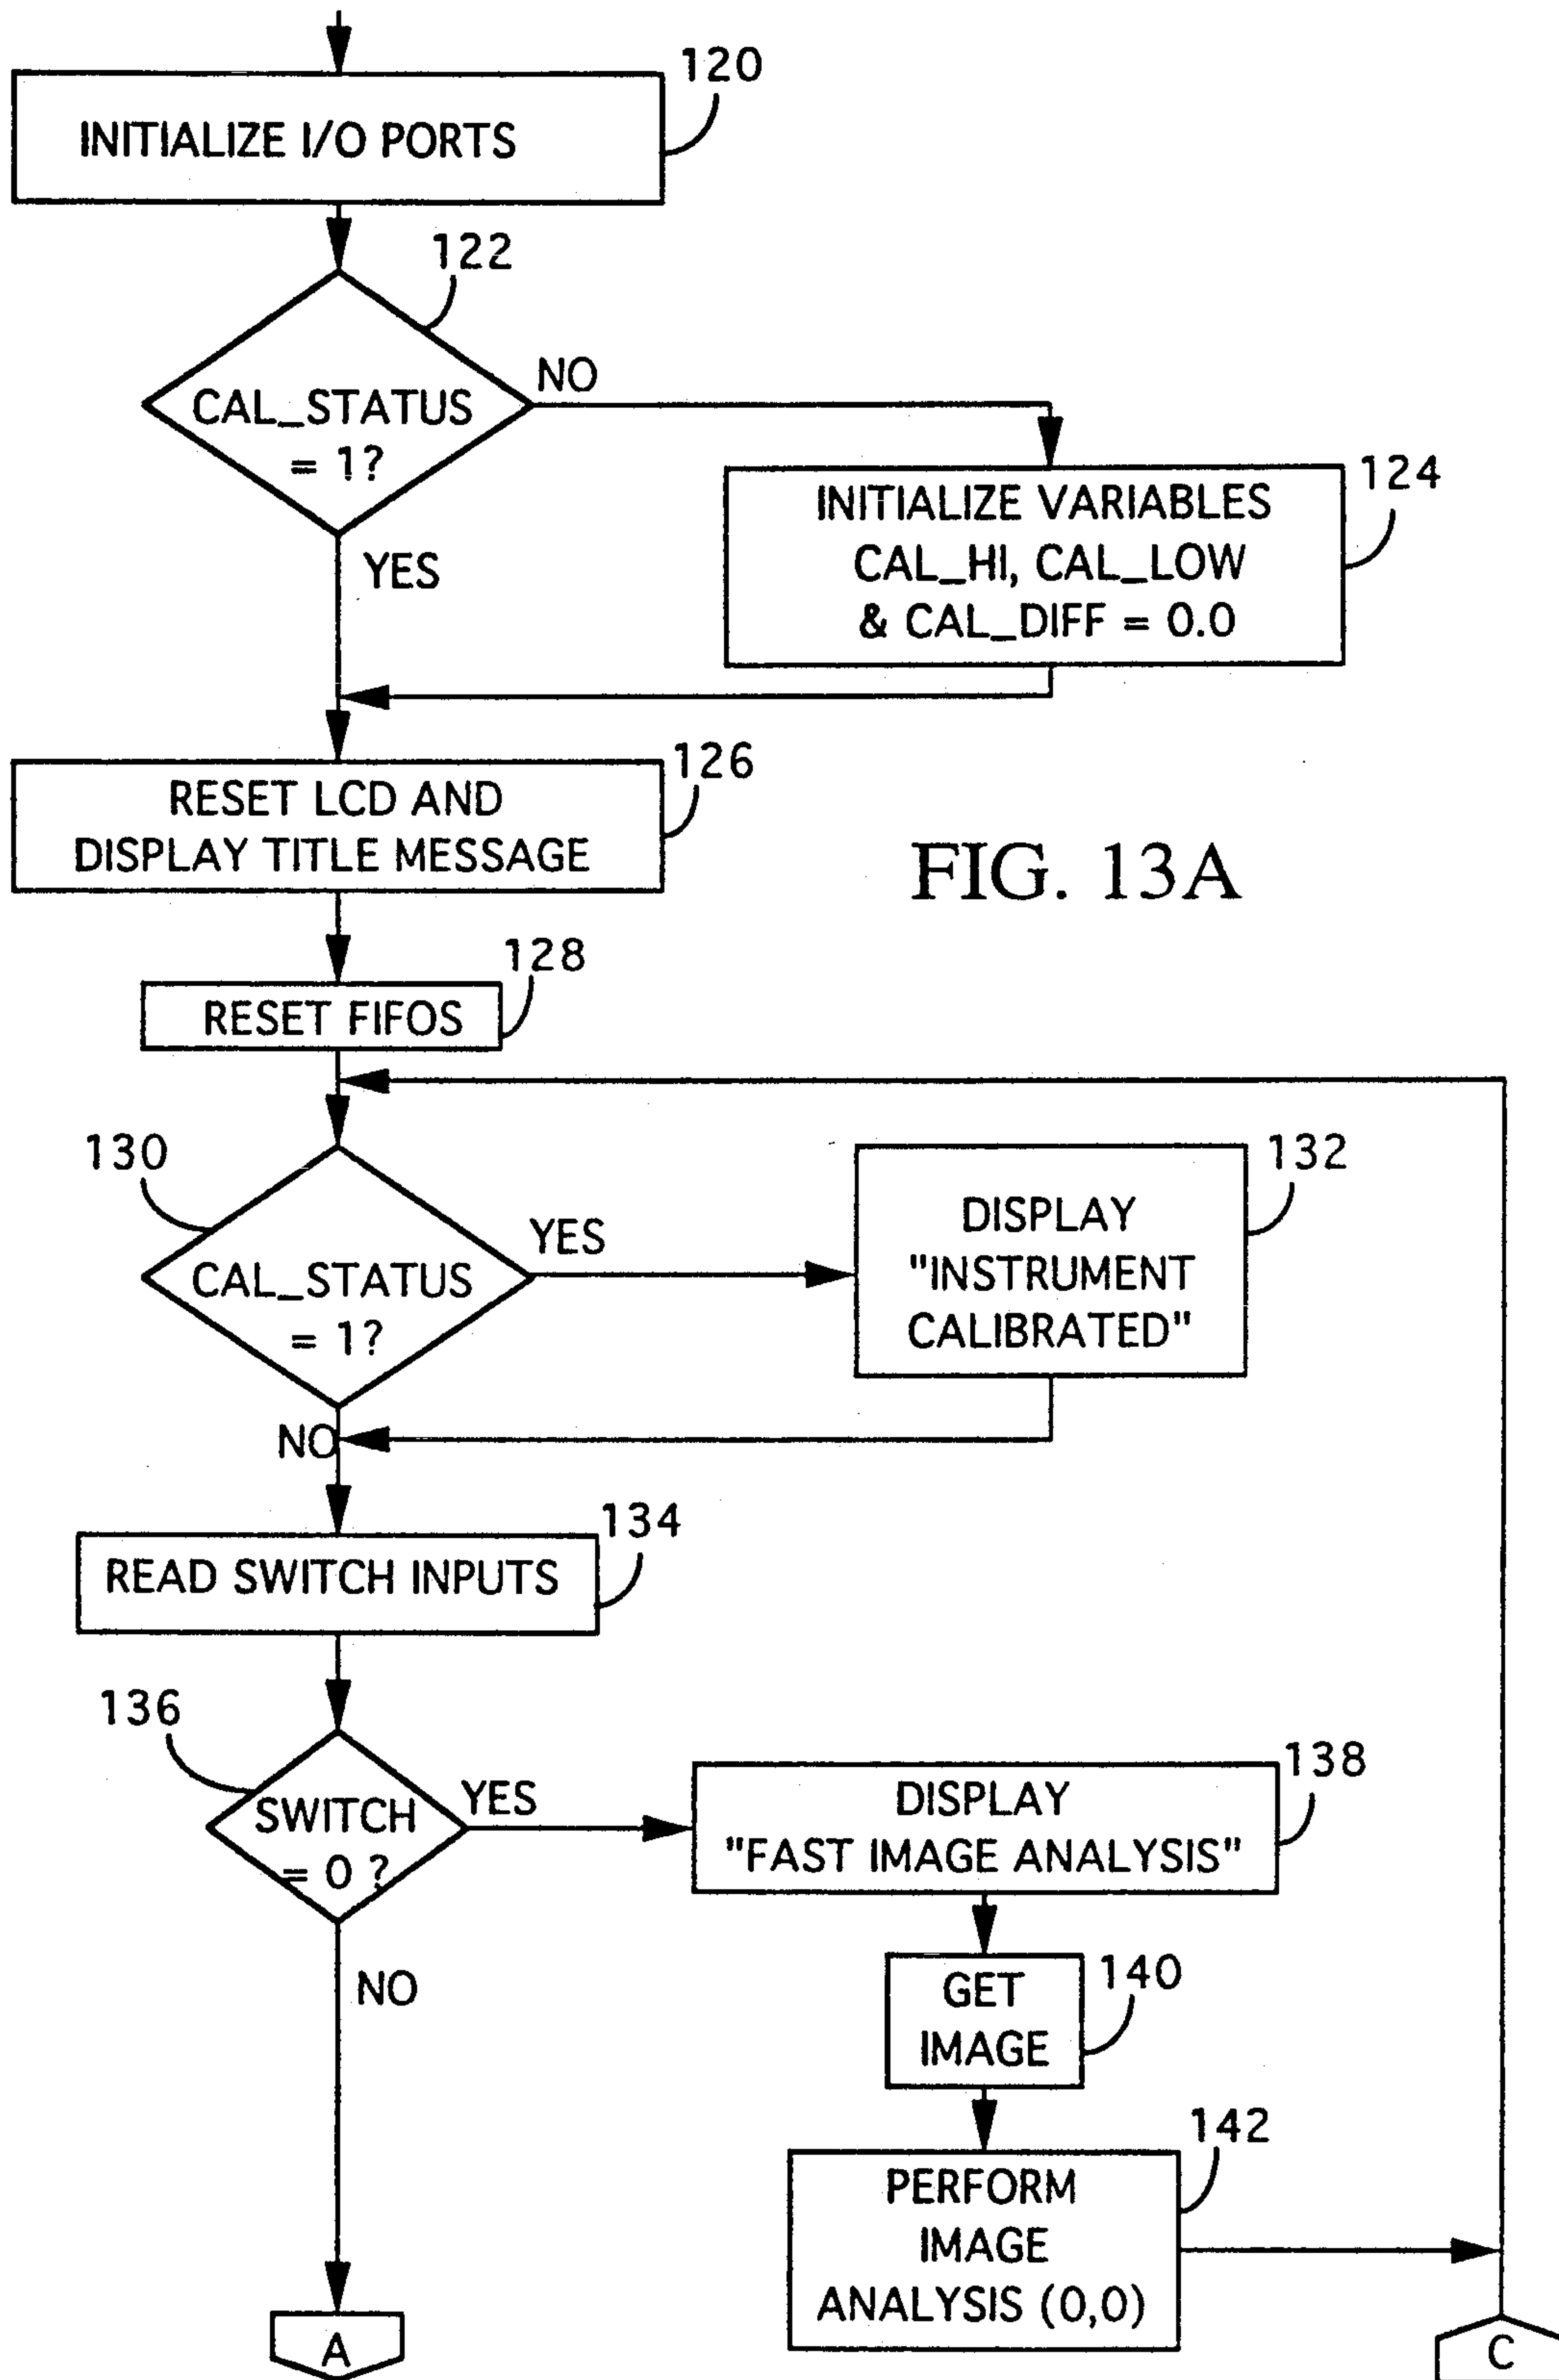 120
INITIALIZE I/O PORTS
122
CAL_STATUS
= 1?
NO
YES
124
INITIALIZE VARIABLES
CAL_HI, CAL_LOW
& CAL_DIFF = 0.0
126
RESET LCD AND
DISPLAY TITLE MESSAGE
FIG. 13A
128
RESET FIFOS
130
CAL_STATUS
= 1?
YES
NO
132
DISPLAY
"INSTRUMENT
CALIBRATED"
134
READ SWITCH INPUTS
136
SWITCH
= 0 ?
YES
NO
138
DISPLAY
"FAST IMAGE ANALYSIS"
140
GET
IMAGE
142
PERFORM
IMAGE
ANALYSIS (0,0)
A
C